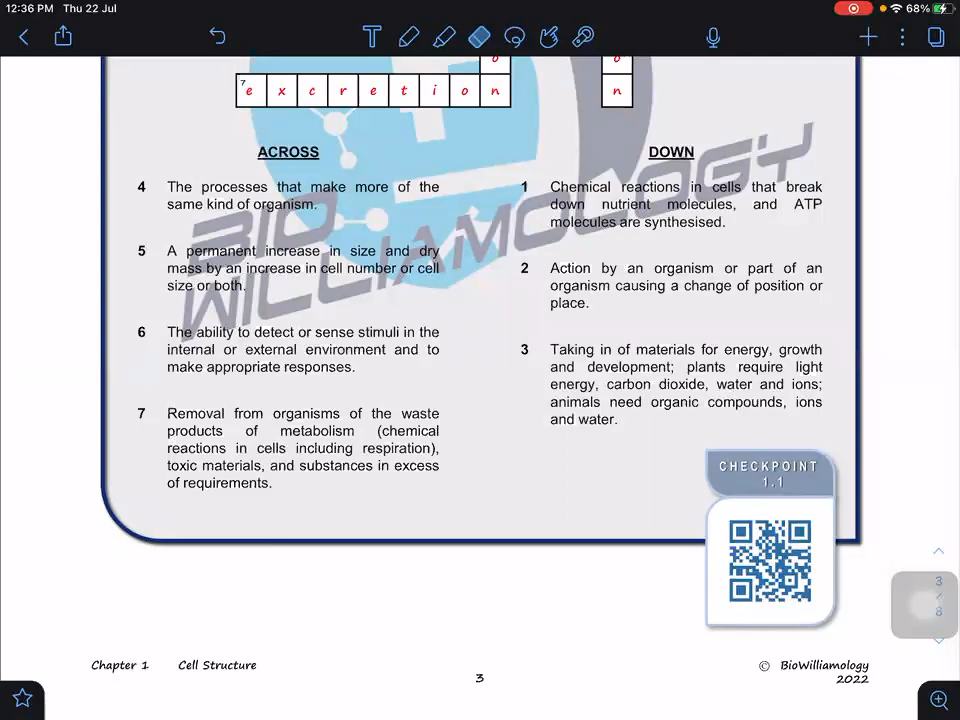 12:36 PM Thu 22 Jul
68%
T
o
o
7 e x c r e t i o n
n
ACROSS
DOWN
4 The processes that make more of the
same kind of organism.
5 A permanent increase in size and dry
mass by an increase in cell number or cell
size or both.
6 The ability to detect or sense stimuli in the
internal or external environment and to
make appropriate responses.
7 Removal from organisms of the waste
products of metabolism (chemical
reactions in cells including respiration),
toxic materials, and substances in excess
of requirements.
1 Chemical reactions in cells that break
down nutrient molecules, and ATP
molecules are synthesised.
2 Action by an organism or part of an
organism causing a change of position or
place.
3 Taking in of materials for energy, growth
and development; plants require light
energy, carbon dioxide, water and ions;
animals need organic compounds, ions
and water.
BIO
WILLIAMOLOGY
CHECKPOINT
1.1
3
/
8
Chapter 1 Cell Structure
3
© BioWilliamology
2022